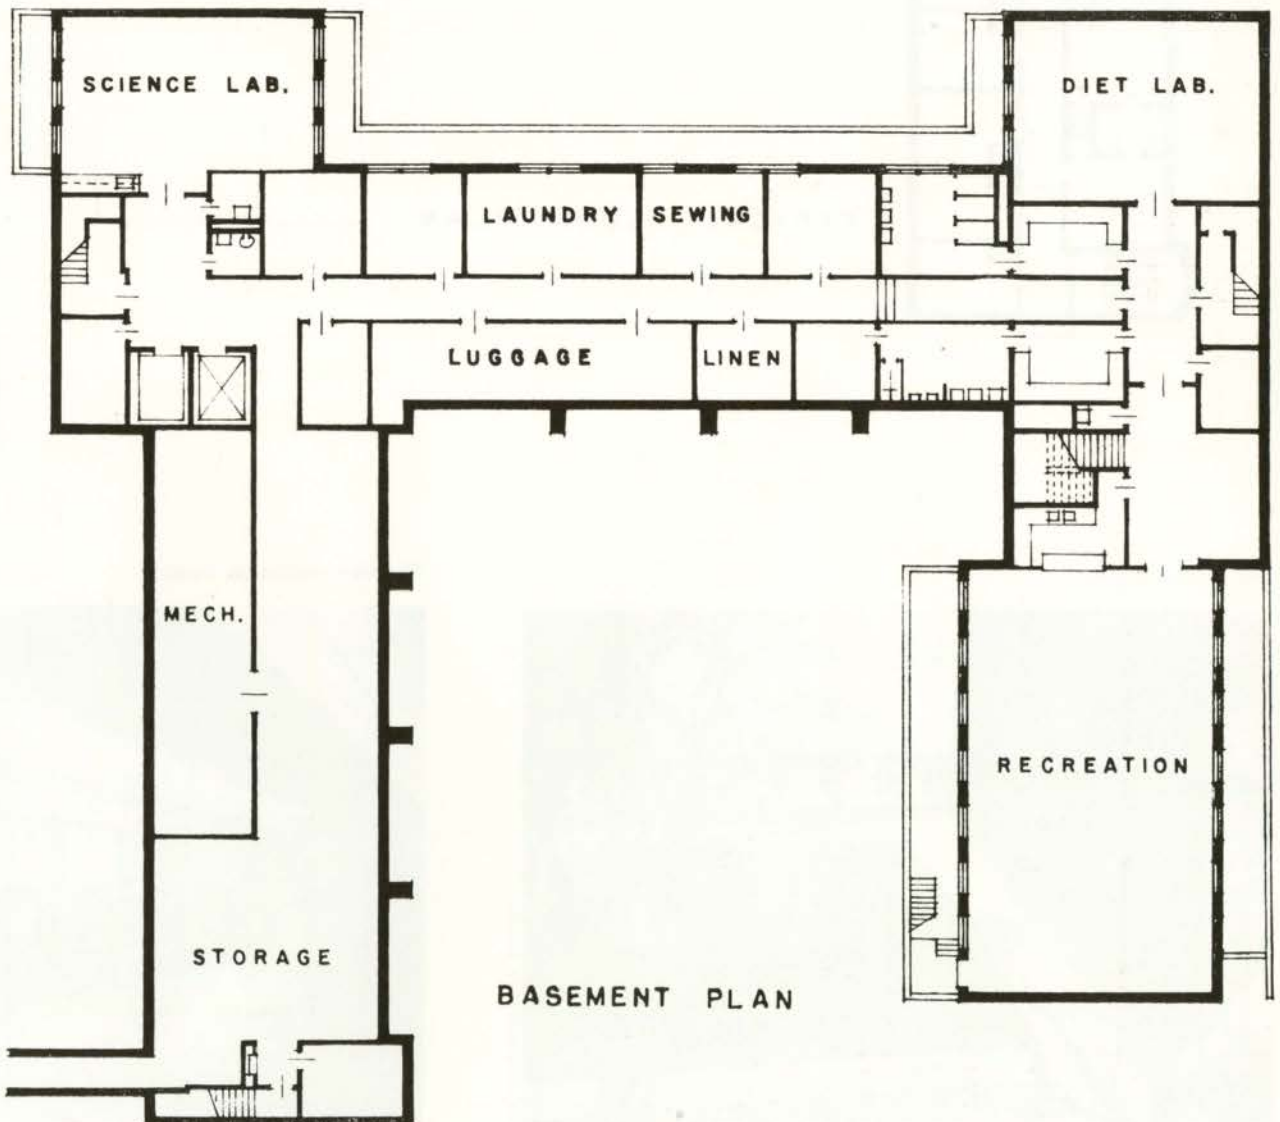 SCIENCE LAB.
DIET LAB.
LAUNDRY
SEWING
LUGGAGE
LINEN
MECH.
RECREATION
STORAGE
BASEMENT PLAN